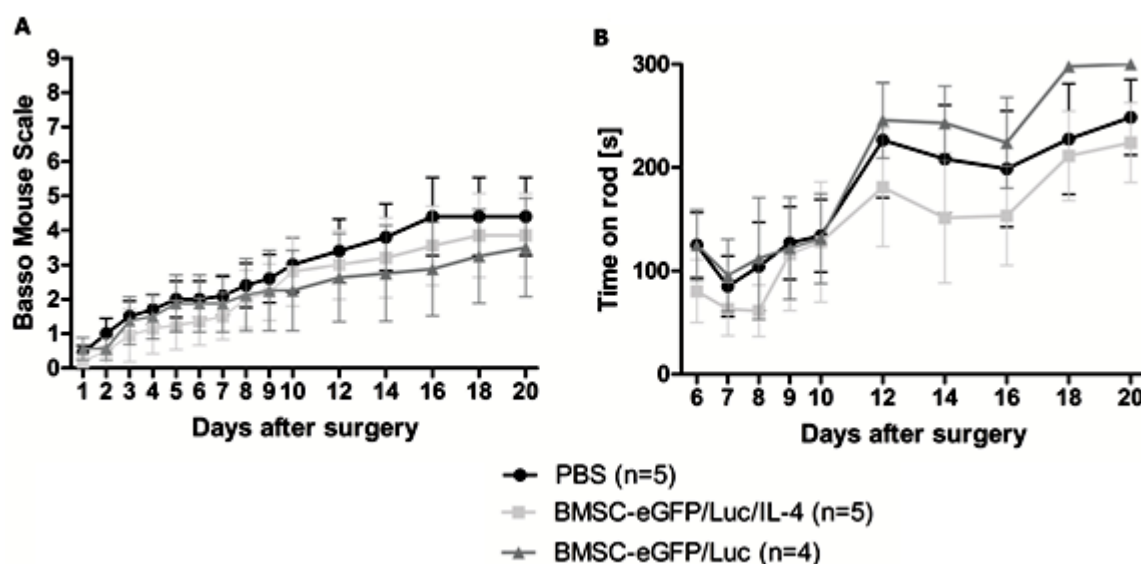 A
Basso Mouse Scale
9
8
7
6
5
4
3
2
1
0
1 2 3 4 5 6 7 8 9 10 12 14 16 18 20
Days after surgery
B
Time on rod [s]
300
200
100
0
6 7 8 9 10 12 14 16 18 20
Days after surgery
PBS (n=5)
BMSC-eGFP/Luc/IL-4 (n=5)
BMSC-eGFP/Luc (n=4)